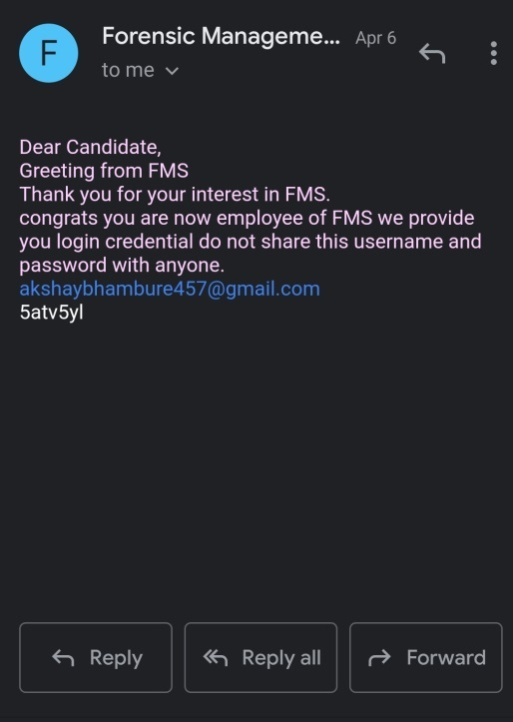 F
Forensic Manageme... Apr 6
to me
Dear Candidate,
Greeting from FMS
Thank you for your interest in FMS.
congrats you are now employee of FMS we provide
you login credential do not share this username and
password with anyone.
akshaybhambure457@gmail.com
5atv5yl
Reply
Reply all
Forward